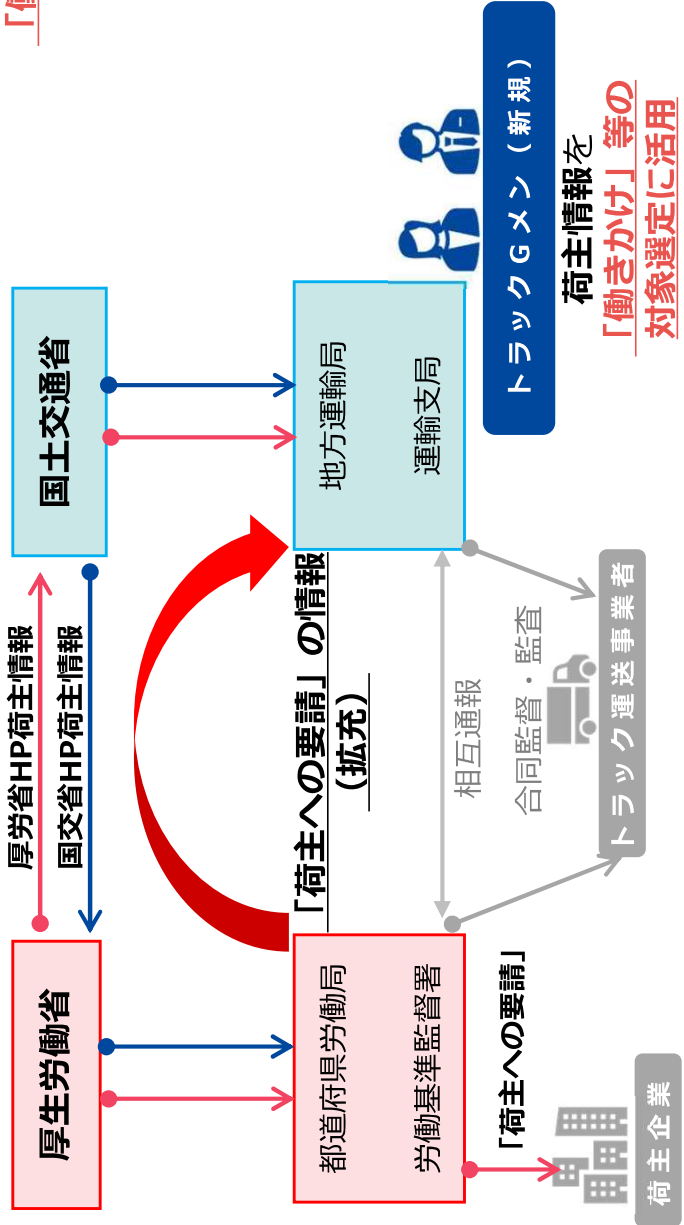 「働
厚生労働省
厚労省HP荷主情報
国交省HP荷主情報
国土交通省
都道府県労働局
労働基準監督署
「荷主への要請」の情報
（拡充）
地方運輸局
運輸支局
相互通報
合同監督・監査
トラック運送事業者
「荷主への要請」
荷主企業
トラックGメン（新規）
荷主情報を
「働きかけ」等の
対象選定に活用